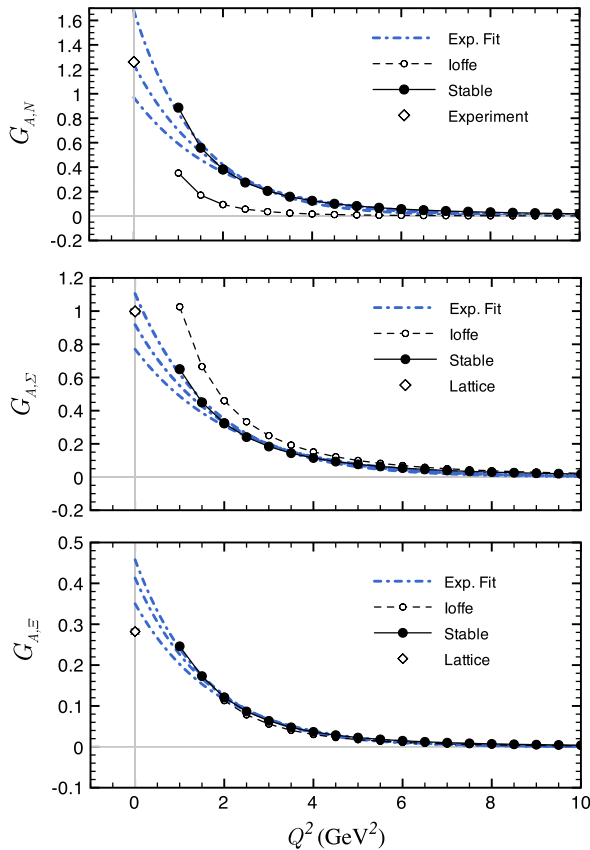 1.6
1.4
1.2
1
0.8
0.6
0.4
0.2
0
-0.2
G_{A,N}
Exp. Fit
Ioffe
Stable
Experiment
1.2
1
0.8
0.6
0.4
0.2
0
-0.2
G_{A,Σ}
Exp. Fit
Ioffe
Stable
Lattice
0.5
0.4
0.3
0.2
0.1
0
-0.1
G_{A,Ξ}
Exp. Fit
Ioffe
Stable
Lattice
0 2 4 6 8 10
Q² (GeV²)